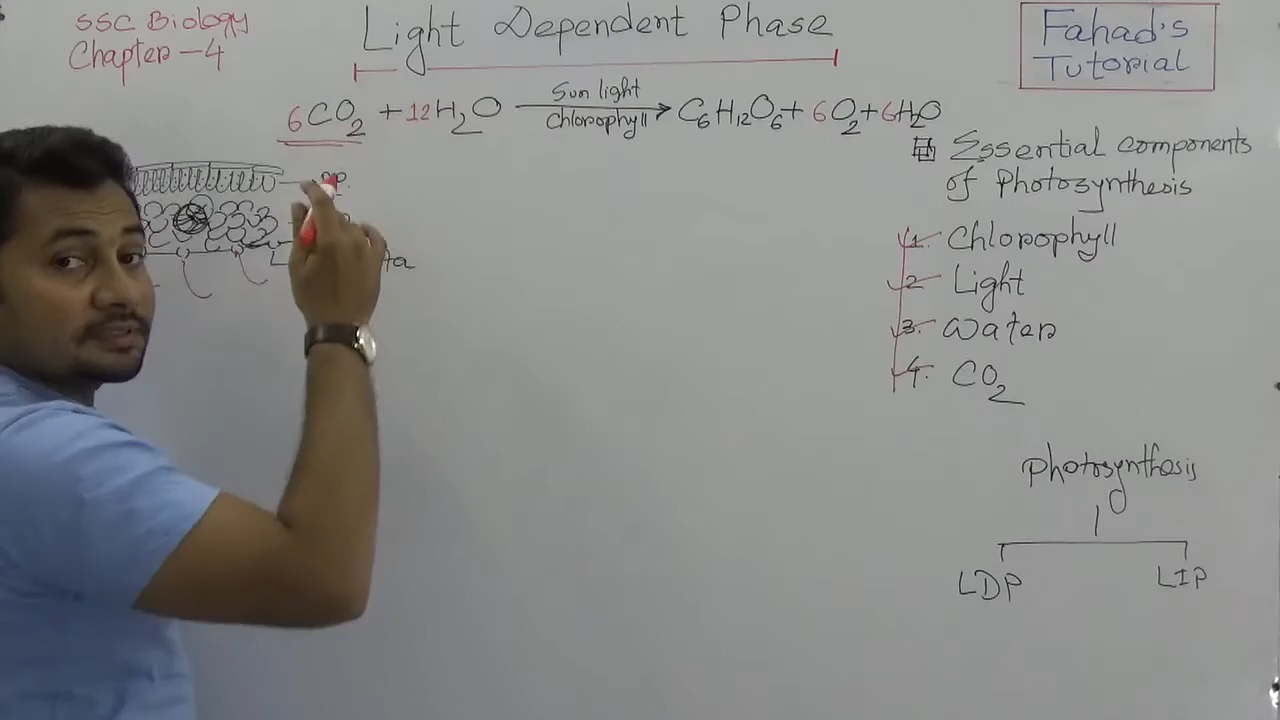 SSC Biology
Chapter - 4
Light Dependent Phase
Fahad's
Tutorial
6CO₂ + 12H₂O Sun light Chlorophyll → C₆H₁₂O₆ + 6O₂ + 6H₂O
Essential components
of Photosynthesis
1. Chlorophyll
2. Light
3. Water
4. CO₂
Photosynthesis
LDP LIP